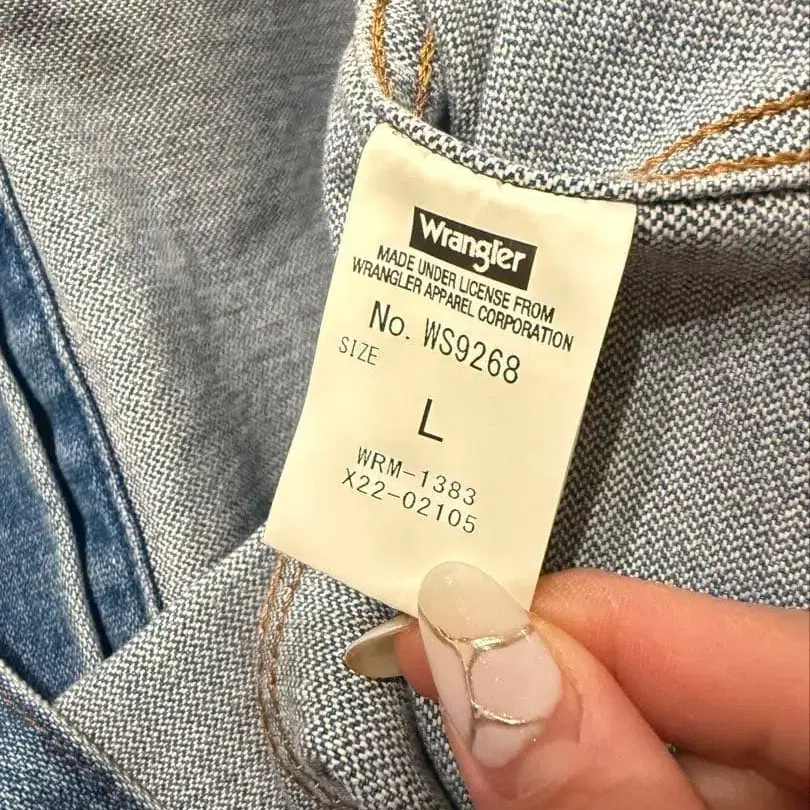 Wrangler
MADE UNDER LICENSE FROM
WRANGLER APPAREL CORPORATION
No. WS9268
SIZE
L
WRM-1383
X22-02105